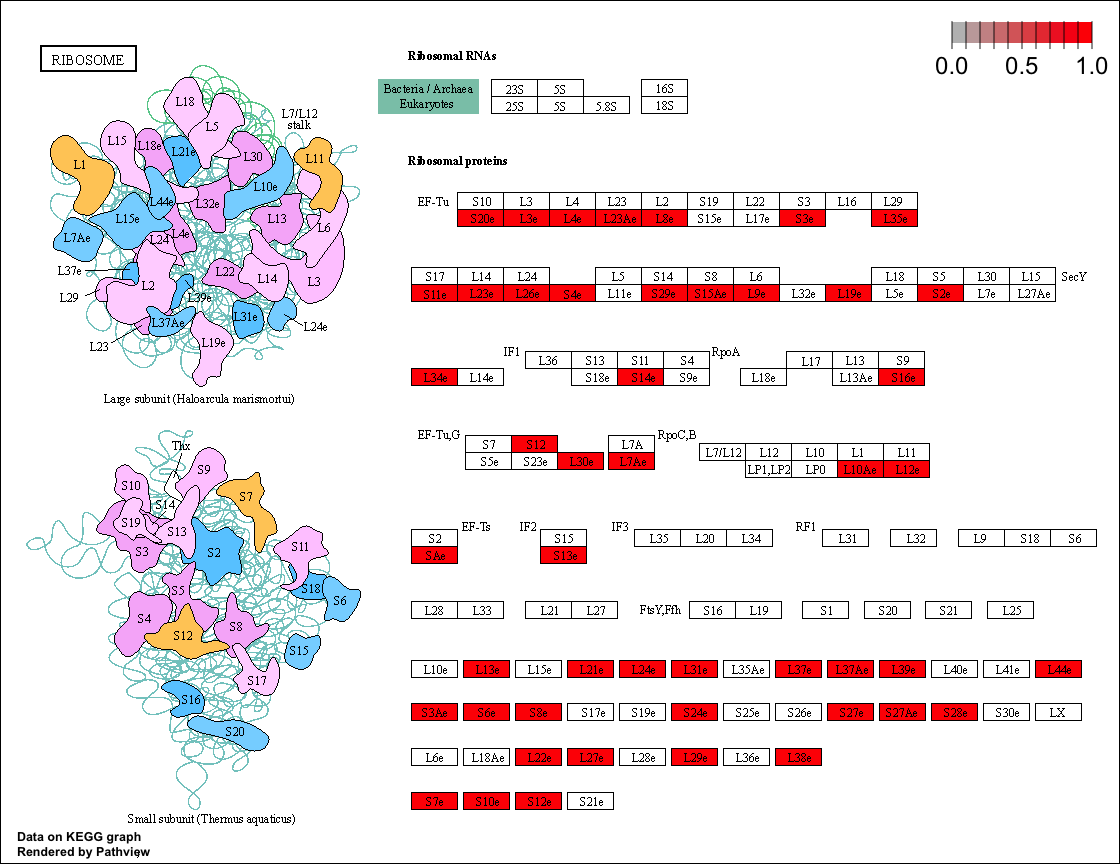 RIBOSOME
Ribosomal RNAs
0.0 0.5 1.0
Bacteria / Archaea 23S 5S 16S
Eukaryotes 25S 5S 5.8S 18S
Ribosomal proteins
EF-Tu S10 L3 L4 L23 L2 S19 L22 S3 L16 L29
S20e L3e L4e L23Ae L8e S15e L17e S3e L35e
S17 L14 L24 L5 S14 S8 L6 L18 S5 L30 L15 SecY
S11e L23e L26e S4e L11e S29e S15Ae L9e L32e L19e L5e S2e L7e L27Ae
IF1 L36 S13 S11 S4 RpoA L17 L13 S9
L34e L14e S18e S14e S9e L18e L13Ae S16e
EF-Tu,G S7 S12 L7A RpoC,B L7/L12 L12 L10 L1 L11
S5e S23e L30e L7Ae LP1,LP2 LP0 L10Ae L12e
S2 EF-Ts IF2 S15 IF3 L35 L20 L34 RF1 L31 L32 L9 S18 S6
SAe S13e
L28 L33 L21 L27 FtsY,Ffh S16 L19 S1 S20 S21 L25
L10e L13e L15e L21e L24e L31e L35Ae L37e L37Ae L39e L40e L41e L44e
S3Ae S6e S8e S17e S19e S24e S25e S26e S27e S27Ae S28e S30e LX
L6e L18Ae L22e L27e L28e L29e L36e L38e
S7e S10e S12e S21e
L18
L5
L7/L12
stalk
L15
L18e
L21e
L30
L11
L1
L10e
L44e
L32e
L15e
L13
L6
L7Ae
L24
L4e
L37e
L22
L14
L3
L2
L29
L39e
L37Ae
L31e
L24e
L23
L19e
Large subunit (Haloarcula marismortui)
Thx
S9
S10
S7
S14
S19
S13
S3
S2
S11
S5
S18
S6
S4
S12
S8
S15
S17
S16
S20
Small subunit (Thermus aquaticus)
Data on KEGG graph
Rendered by Pathview